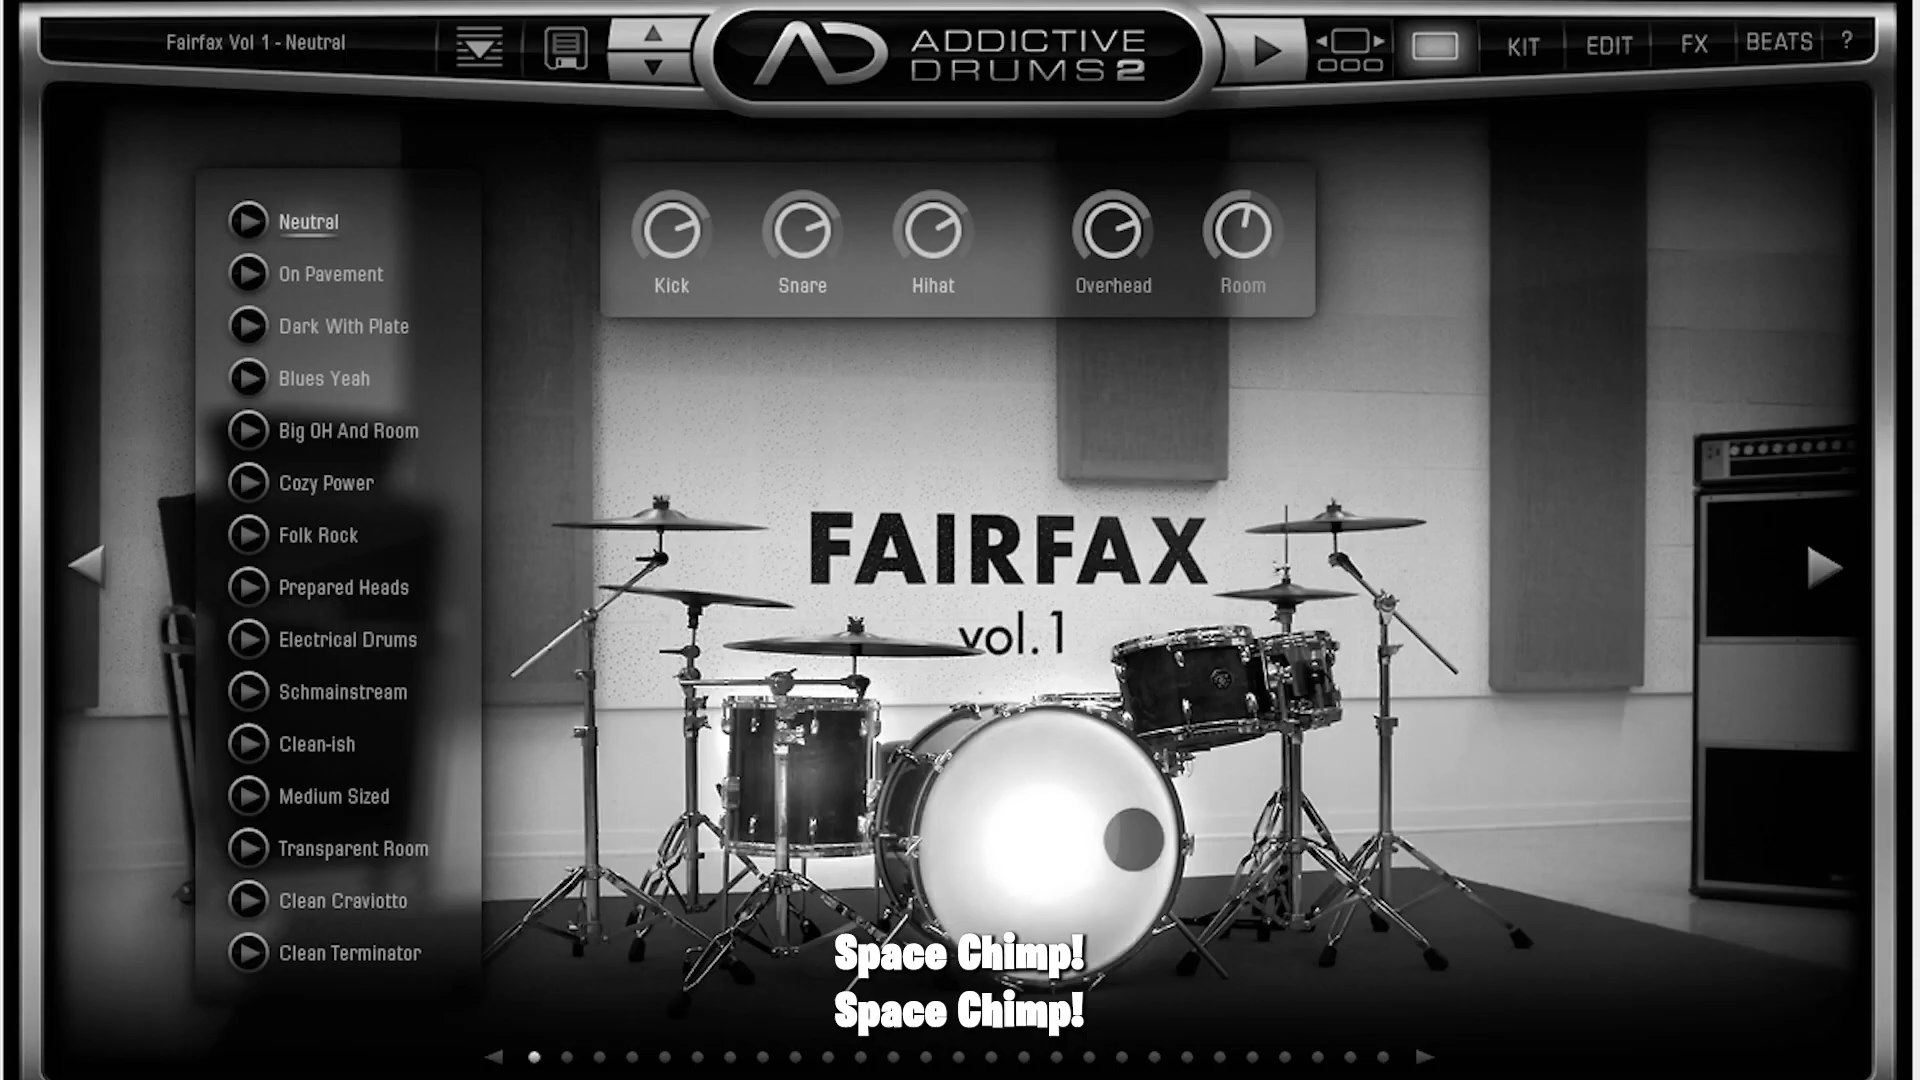 Fairfax Vol 1 - Neutral
AD ADDICTIVE
DRUMS 2
KIT
EDIT
FX
BEATS
?
Neutral
On Pavement
Dark With Plate
Blues Yeah
Big OH And Room
Cozy Power
Folk Rock
Prepared Heads
Electrical Drums
Schmainstream
Clean-ish
Medium Sized
Transparent Room
Clean Craviotto
Clean Terminator
Kick
Snare
Hihat
Overhead
Room
FAIRFAX
vol. 1
Space Chimp!
Space Chimp!